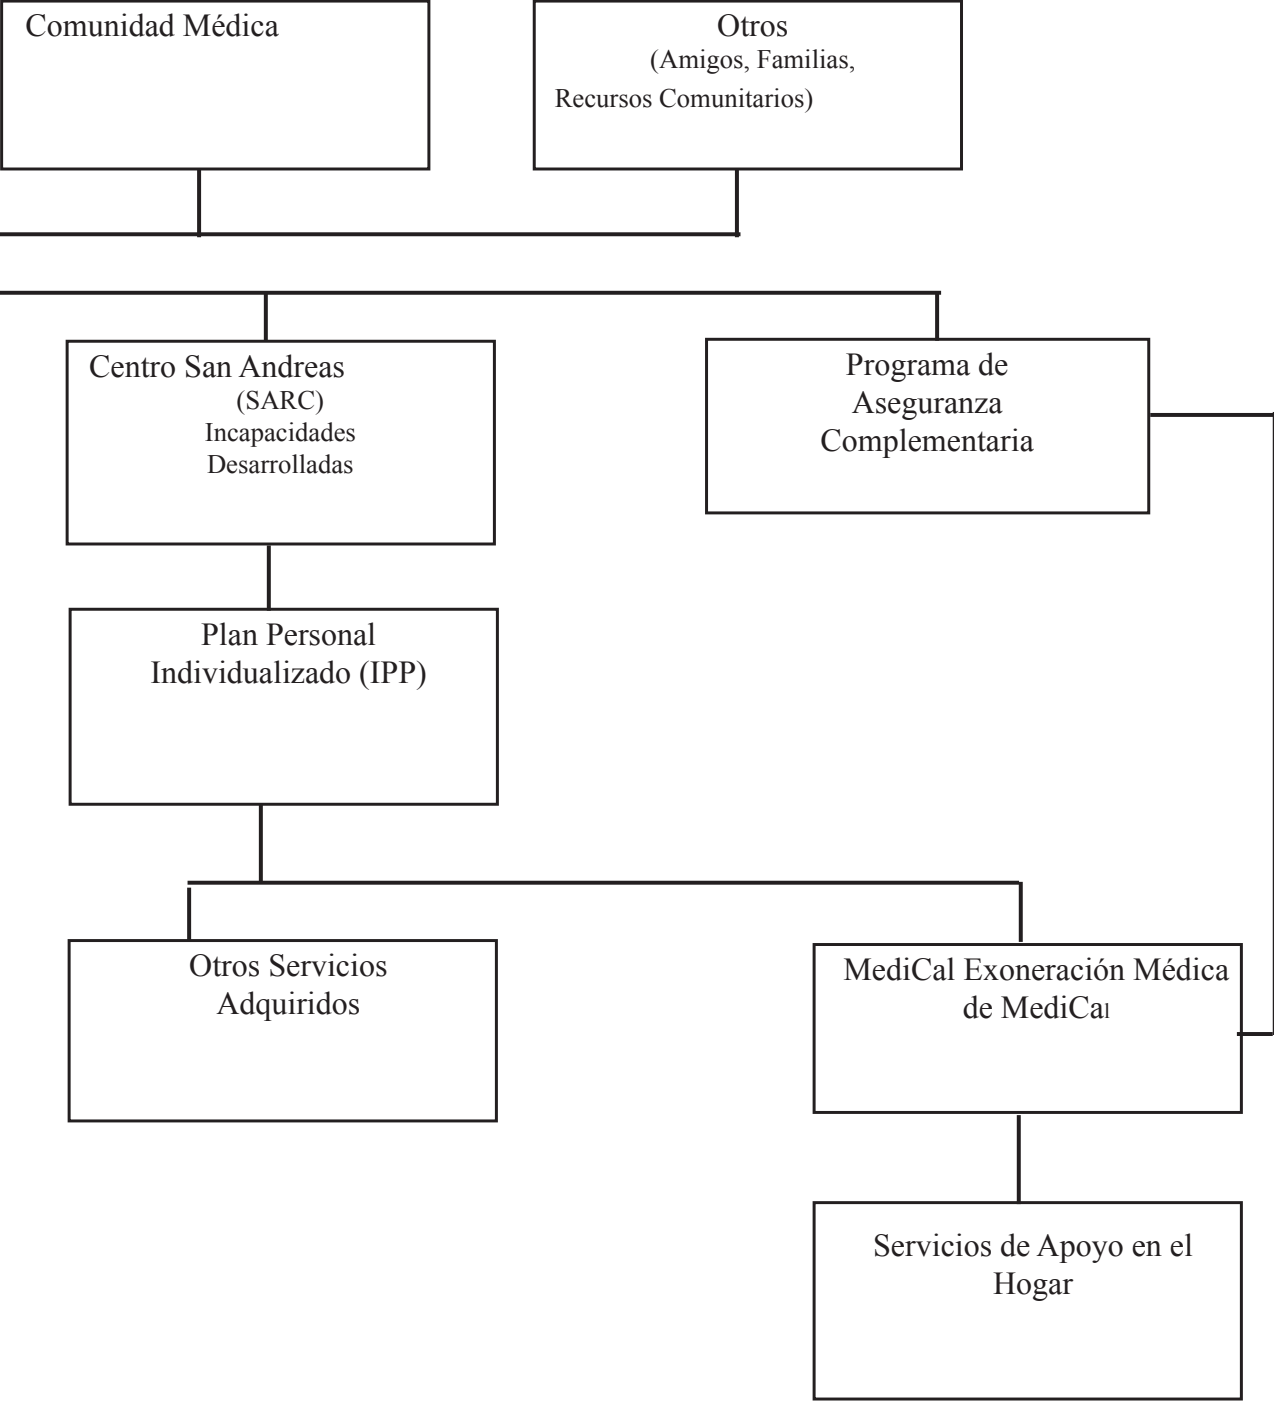 Comunidad Médica
Otros
(Amigos, Familias,
Recursos Comunitarios)
Centro San Andreas
(SARC)
Incapacidades
Desarrolladas
Programa de
Aseguranza
Complementaria
Plan Personal
Individualizado (IPP)
Otros Servicios
Adquiridos
MediCal Exoneración Médica
de MediCal
Servicios de Apoyo en el
Hogar